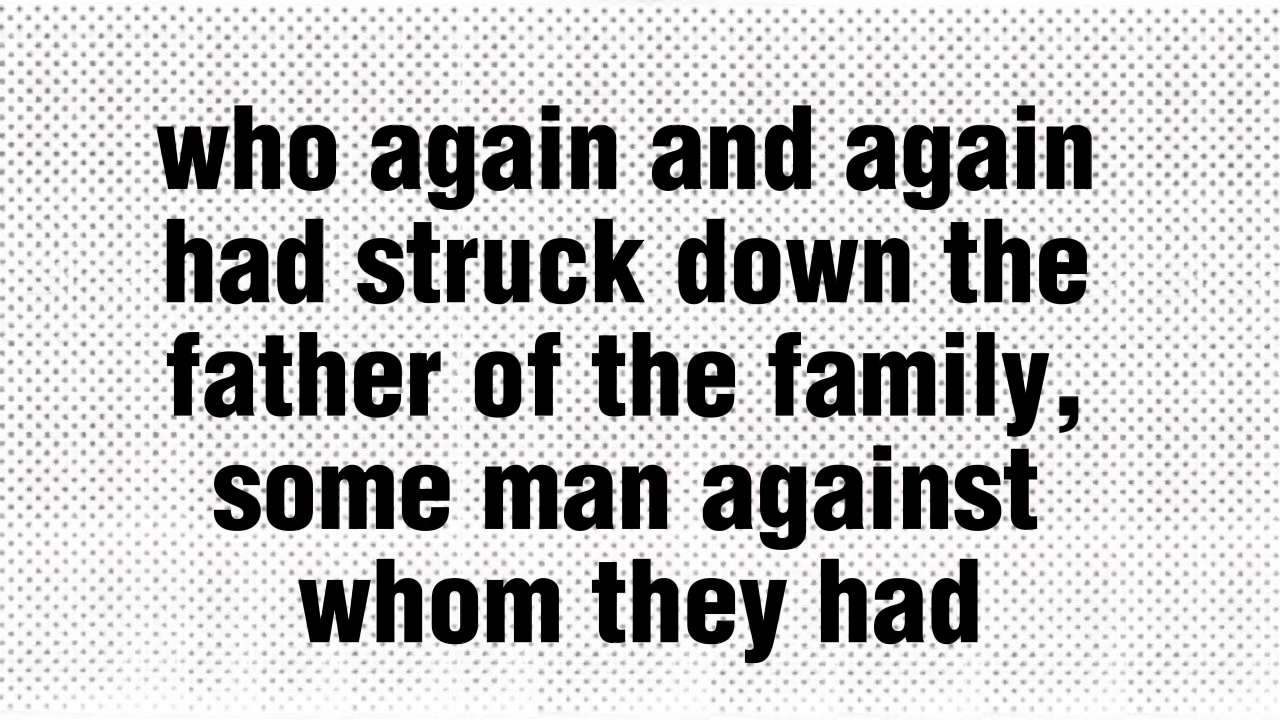 who again and again
had struck down the
father of the family,
some man against
whom they had